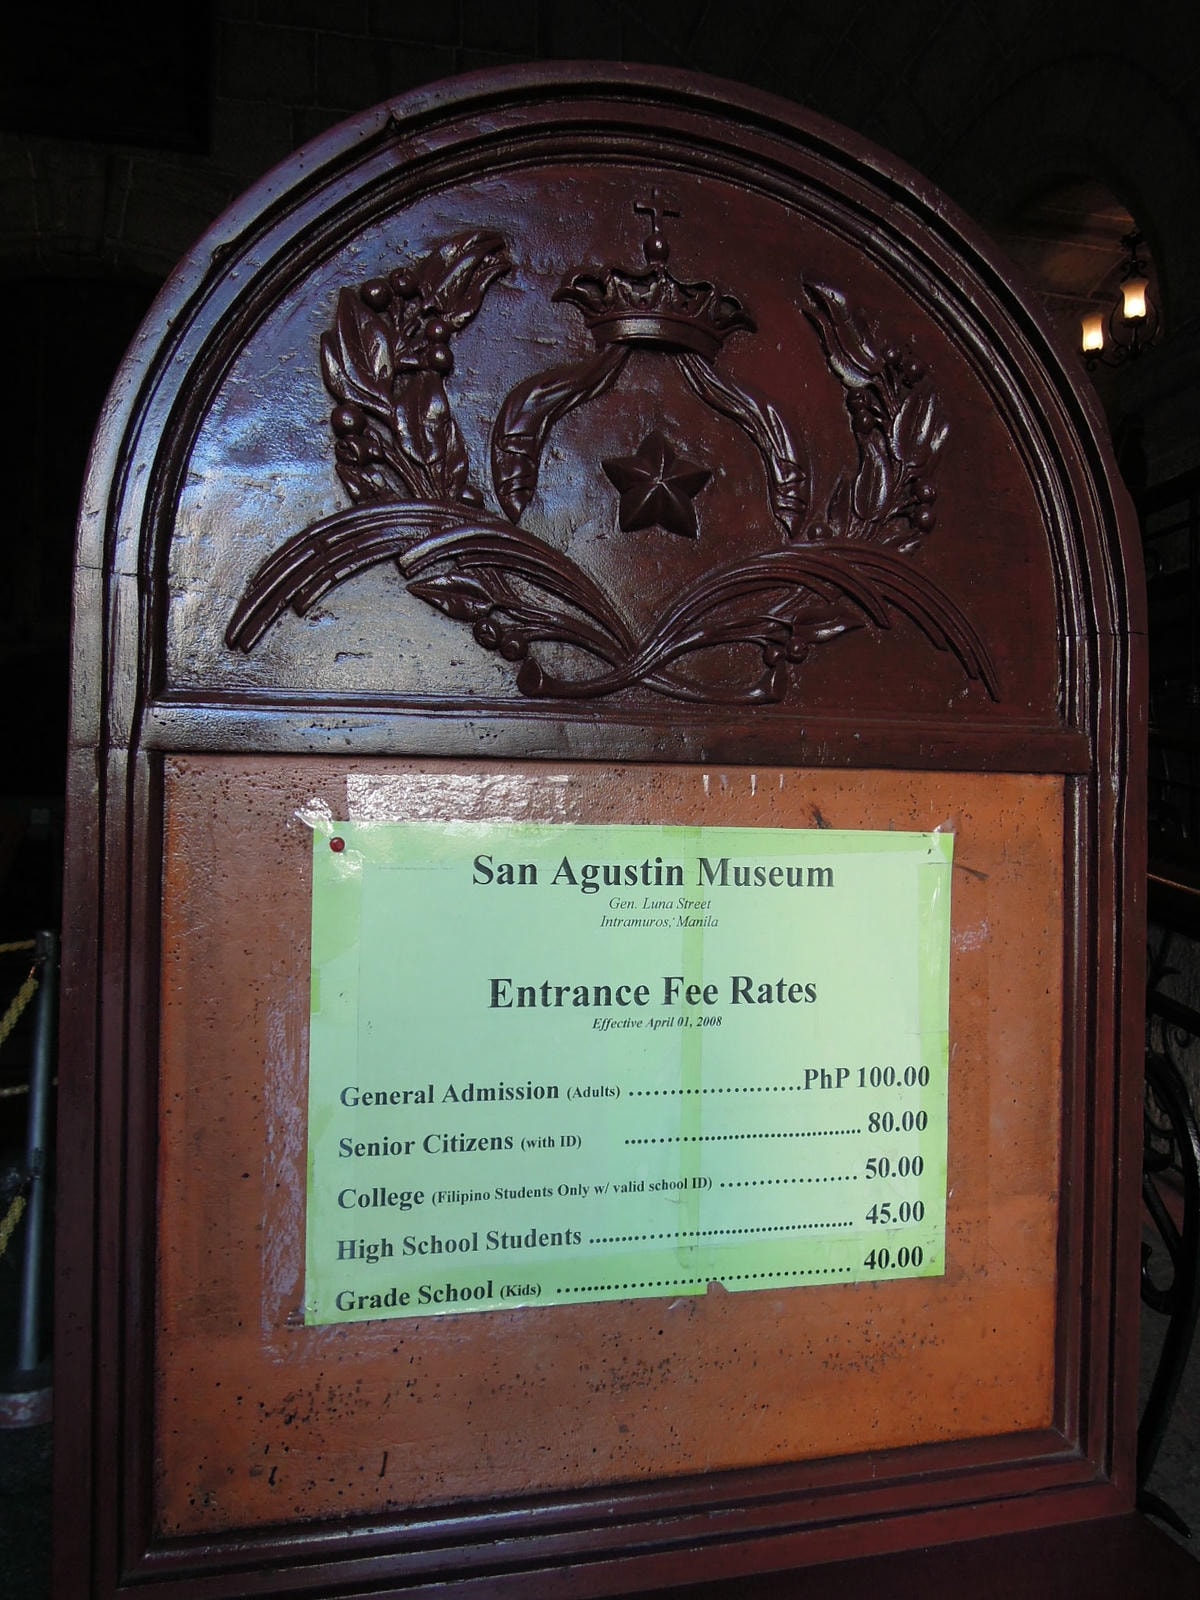 San Agustin Museum
Gen. Luna Street
Intramuros, Manila
Entrance Fee Rates
Effective April 01, 2008
General Admission (Adults) ........................PhP 100.00
Senior Citizens (with ID) ................................... 80.00
College (Filipino Students Only w/ valid school ID) .................... 50.00
High School Students ....................................... 45.00
Grade School (Kids) .......................................... 40.00